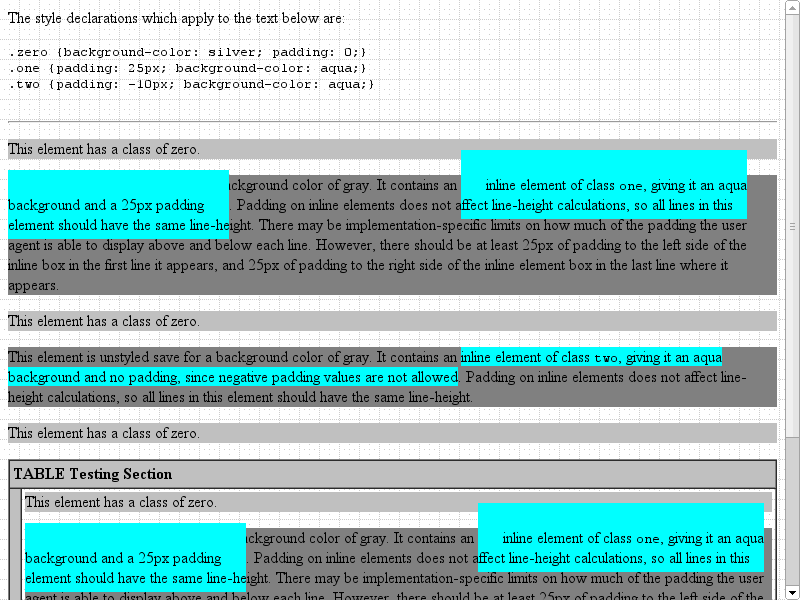 The style declarations which apply to the text below are:
.zero {background-color: silver; padding: 0;}
.one {padding: 25px; background-color: aqua;}
.two {padding: -10px; background-color: aqua;}
This element has a class of zero.
ckground color of gray. It contains an inline element of class one, giving it an aqua
background and a 25px padding. Padding on inline elements does not affect line-height calculations, so all lines in this
element should have the same line-height. There may be implementation-specific limits on how much of the padding the user
agent is able to display above and below each line. However, there should be at least 25px of padding to the left side of the
inline box in the first line it appears, and 25px of padding to the right side of the inline element box in the last line where it
appears.
This element has a class of zero.
This element is unstyled save for a background color of gray. It contains an inline element of class two, giving it an aqua
background and no padding, since negative padding values are not allowed. Padding on inline elements does not affect line-
height calculations, so all lines in this element should have the same line-height.
This element has a class of zero.
TABLE Testing Section
This element has a class of zero.
ckground color of gray. It contains an inline element of class one, giving it an aqua
background and a 25px padding. Padding on inline elements does not affect line-height calculations, so all lines in this
element should have the same line-height. There may be implementation-specific limits on how much of the padding the user
agent is able to display above and below each line. However, there should be at least 25px of padding to the left side of the